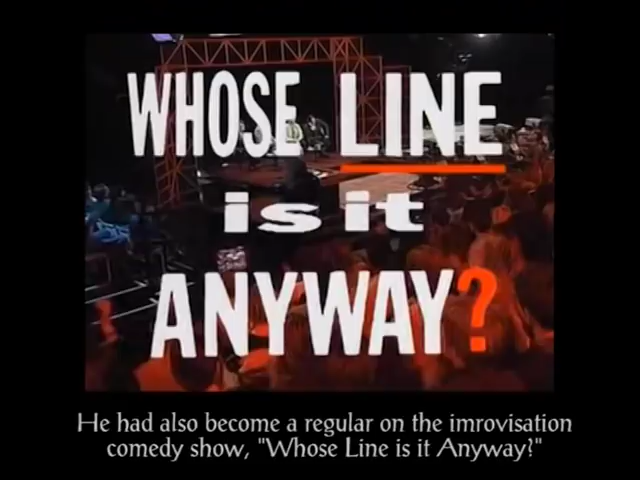 WHOSE LINE
is it
ANYWAY?
He had also become a regular on the imrovisation
comedy show, "Whose Line is it Anyway?"